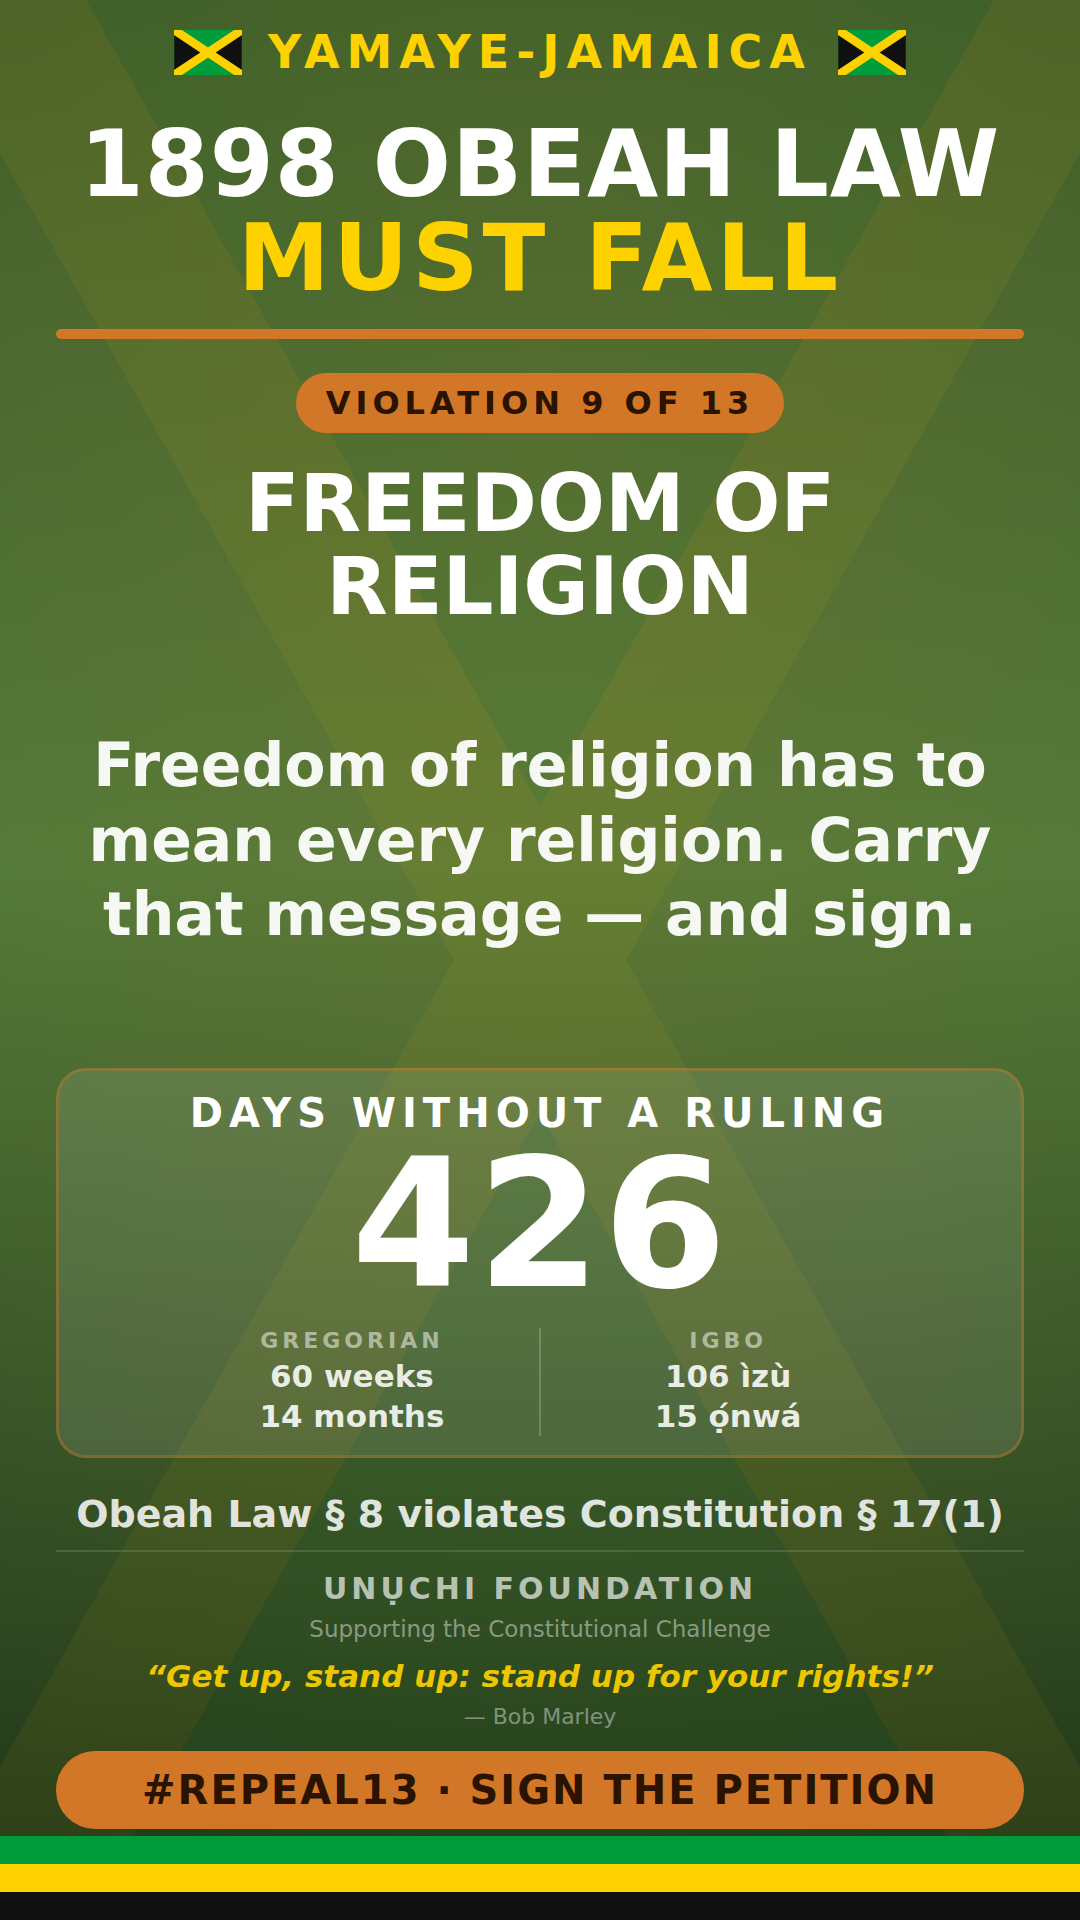 YAMAYE-JAMAICA
1898 OBEAH LAW
MUST FALL
VIOLATION 9 OF 13
FREEDOM OF
RELIGION
Freedom of religion has to
mean every religion. Carry
that message — and sign.
DAYS WITHOUT A RULING
426
GREGORIAN
60 weeks
14 months
IGBO
106 ìzù
15 ọ́nwá
Obeah Law § 8 violates Constitution § 17(1)
UNỤCHI FOUNDATION
Supporting the Constitutional Challenge
“Get up, stand up: stand up for your rights!”
— Bob Marley
#REPEAL13 · SIGN THE PETITION